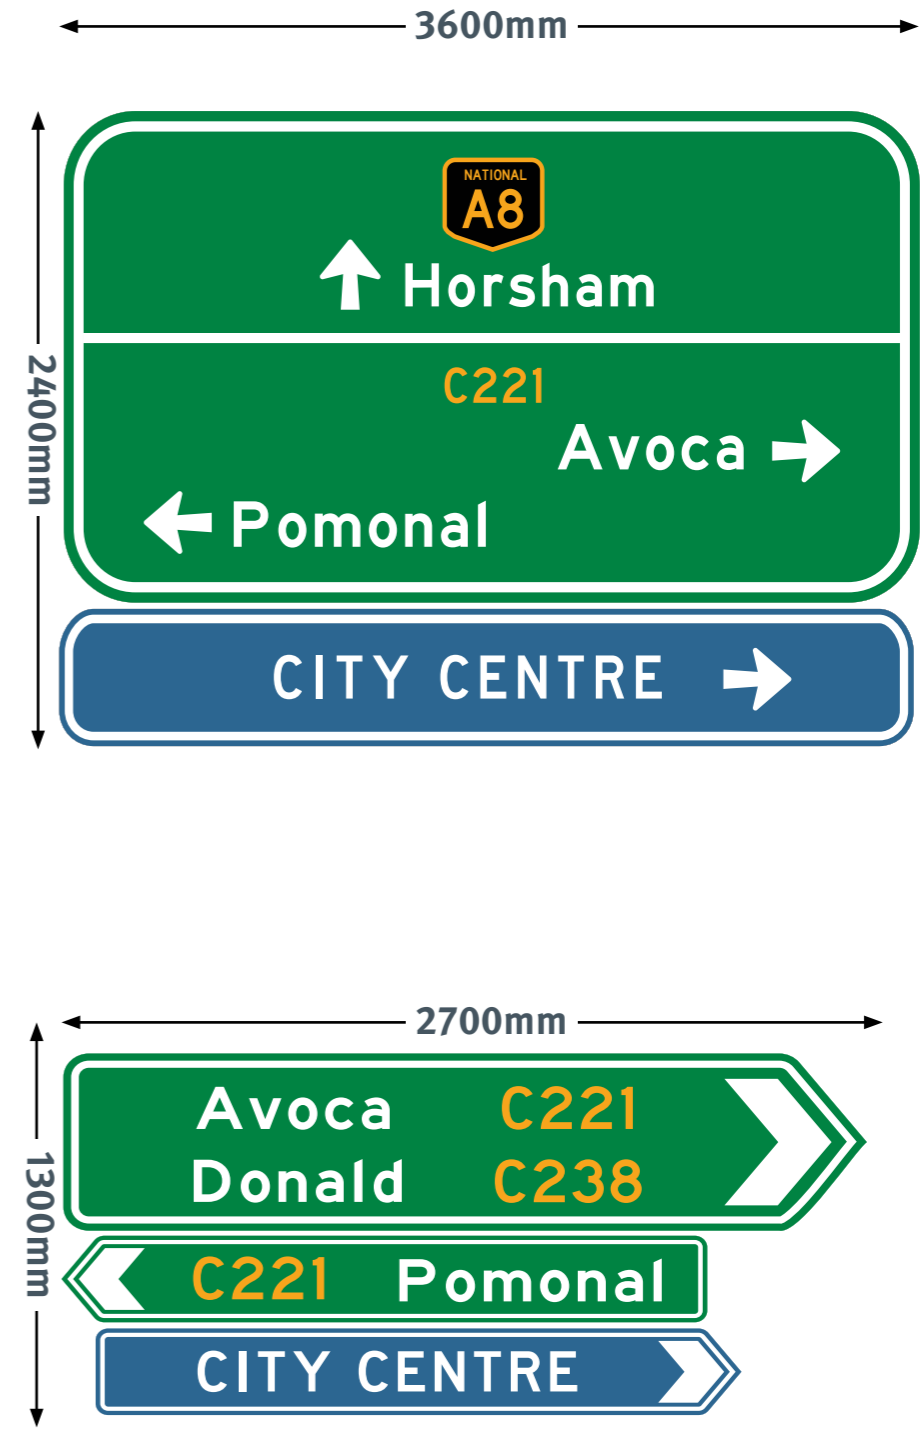 3600mm
NATIONAL
A8
Horsham
2400mm
C221
Avoca
Pomonal
CITY CENTRE
2700mm
Avoca C221
Donald C238
1300mm
C221 Pomonal
CITY CENTRE